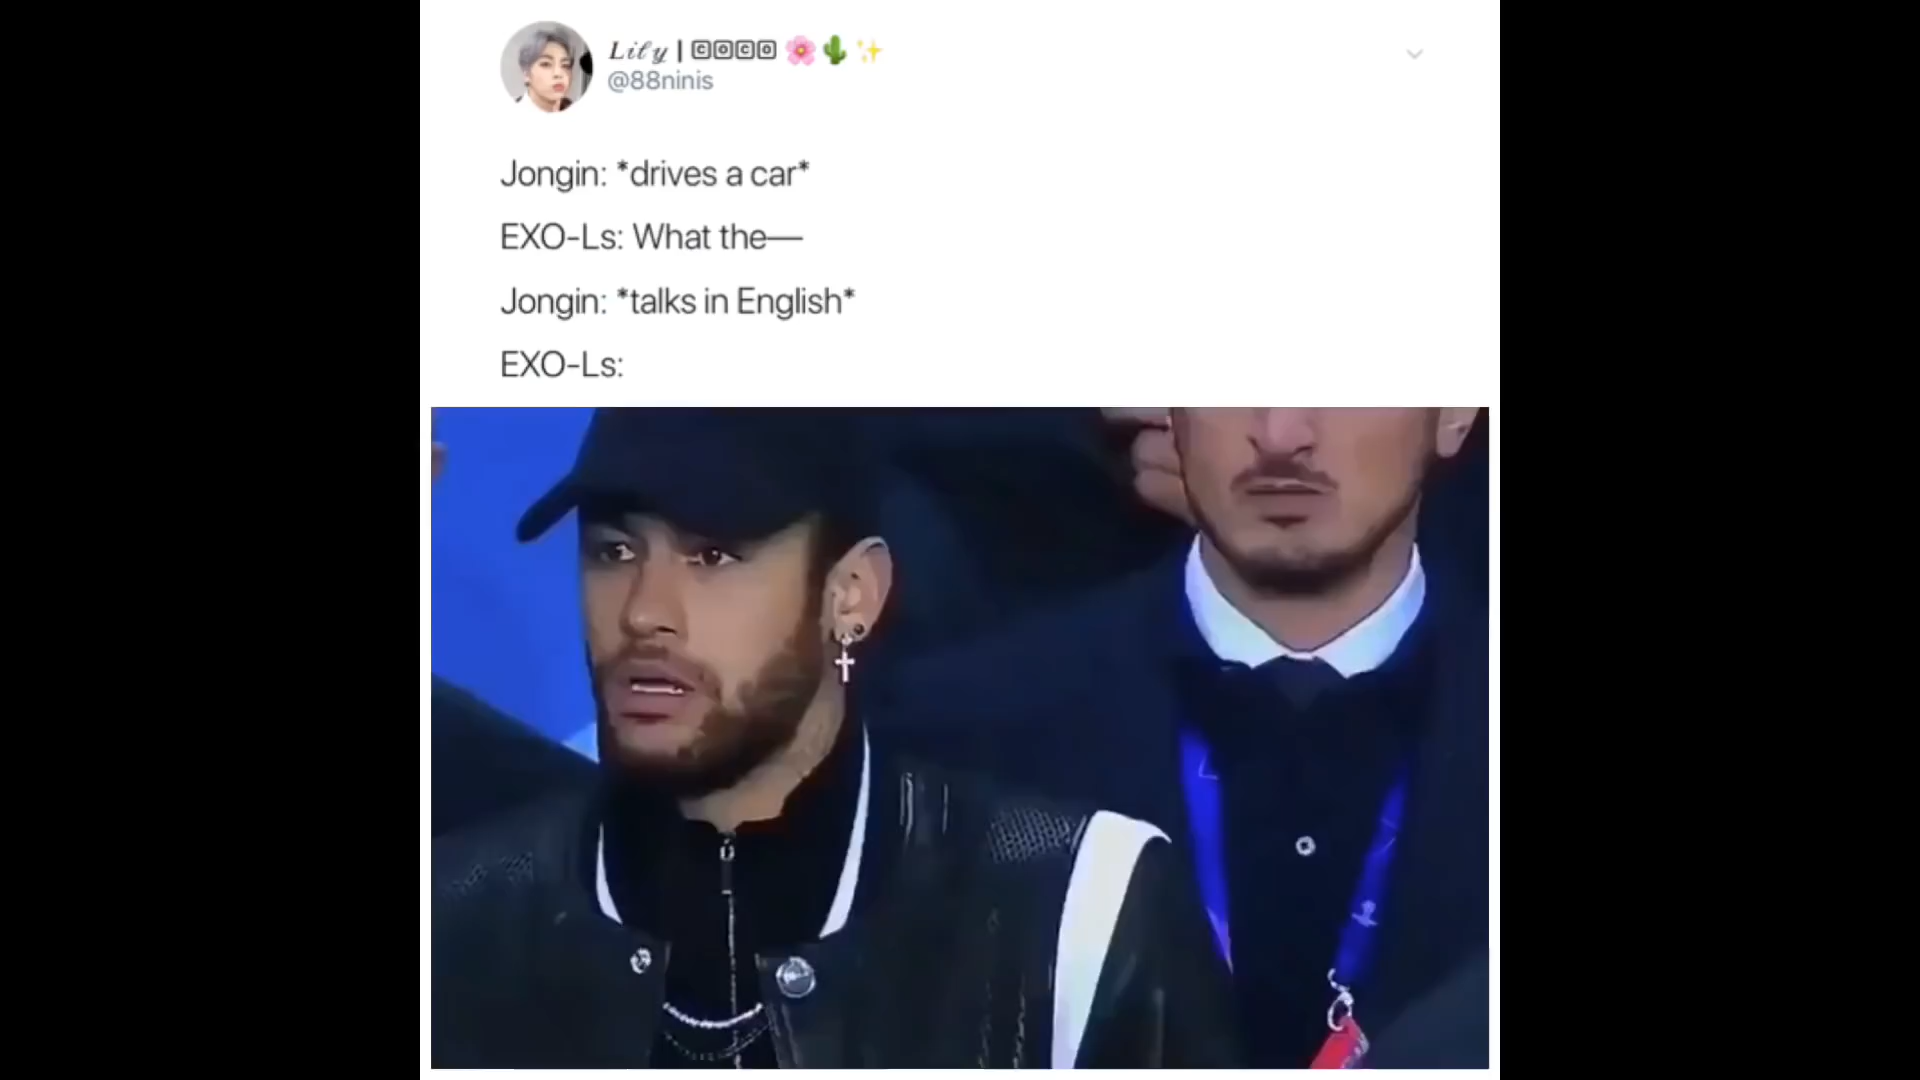 Lily | 🄲🄾🄲🄾 🌸🌵✨
@88ninis
Jongin: *drives a car*
EXO-Ls: What the—
Jongin: *talks in English*
EXO-Ls: